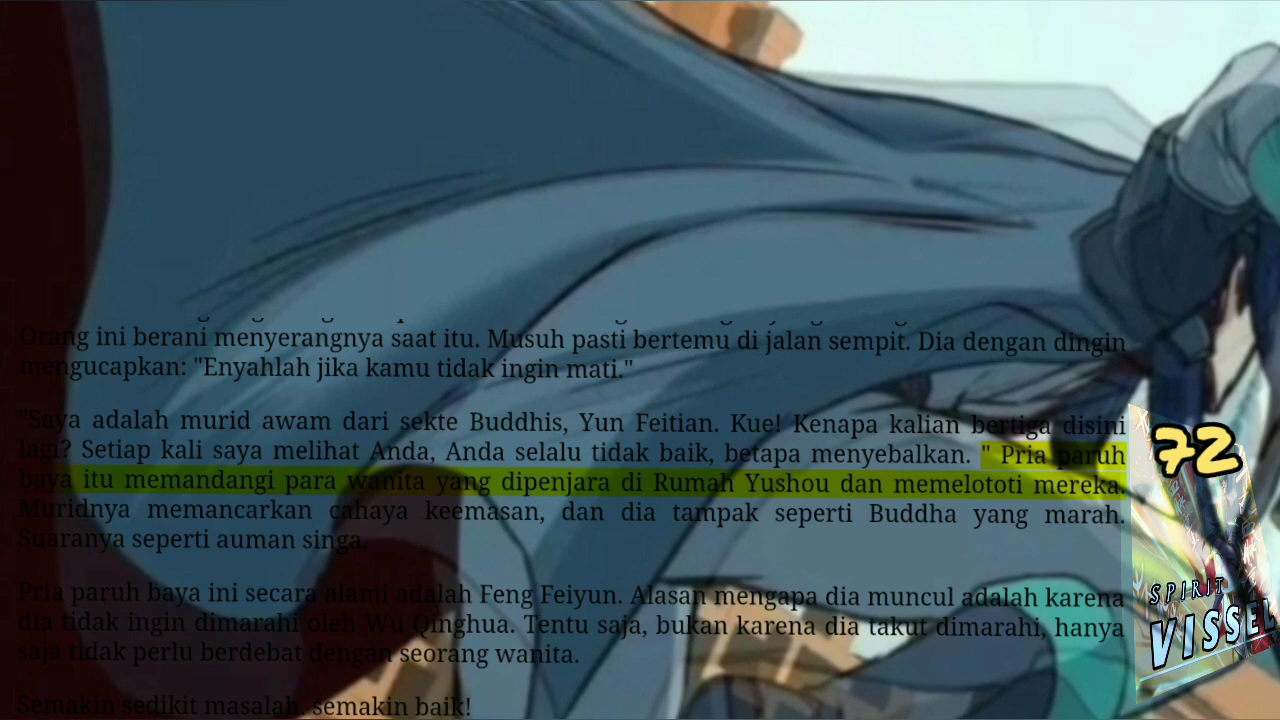 Orang ini berani menyerangnya saat itu. Musuh pasti bertemu di jalan sempit. Dia dengan dingin
mengucapkan: "Enyahlah jika kamu tidak ingin mati."
"Saya adalah murid awam dari sekte Buddhis, Yun Feitian. Kue! Kenapa kalian bertiga disini
lagi? Setiap kali saya melihat Anda, Anda selalu tidak baik, betapa menyebalkan. " Pria paruh
baya itu memandangi para wanita yang dipenjara di Rumah Yushou dan memelototi mereka.
Muridnya memancarkan cahaya keemasan, dan dia tampak seperti Buddha yang marah.
Suaranya seperti auman singa.
Pria paruh baya ini secara alami adalah Feng Feiyun. Alasan mengapa dia muncul adalah karena
dia tidak ingin dimarahi oleh Wu Qinghua. Tentu saja, bukan karena dia takut dimarahi, hanya
saja tidak perlu berdebat dengan seorang wanita.
Semakin sedikit masalah, semakin baik!
72
SPIRIT
VISSEL